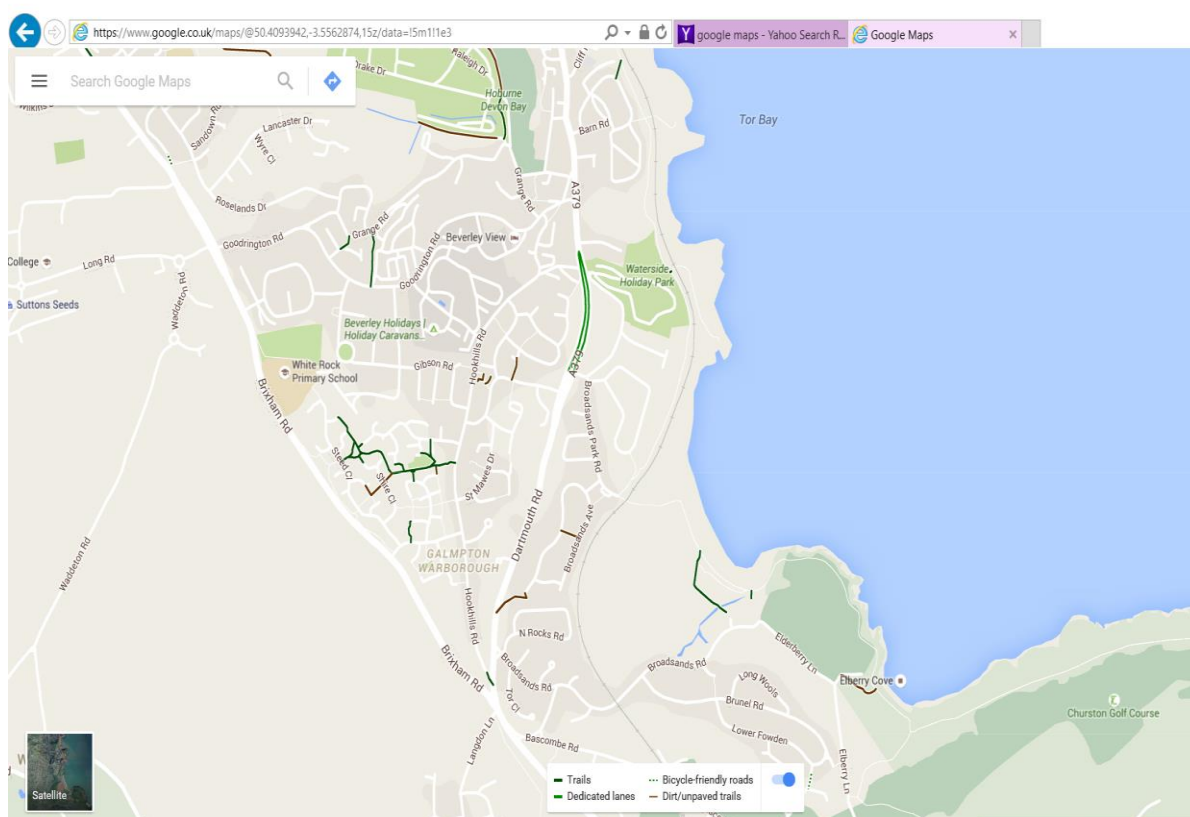 https://www.google.co.uk/maps/@50.4093942,-3.5562874,15z/data=!5m1!1e3
google maps - Yahoo Search R...
Google Maps
Search Google Maps
Drake Dr
Raleigh Dr
Cliff
Hoburne
Devon Bay
Tor Bay
Sandown Rd
Lancaster Dr
Wyre Cl
Barn Rd
Grange Rd
A379
Roselands Dr
Grange Rd
Goodrington Rd
Goodrington Rd
Beverley View
College
Long Rd
Waddeton Rd
Waterside
Holiday Park
Suttons Seeds
Beverley Holidays |
Holiday Caravans...
Hookhills Rd
White Rock
Primary School
Gibson Rd
A379
Brixham Rd
Broadsands Park Rd
Steed Cl
Shire Cl
St Mawes Dr
Dartmouth Rd
Broadsands Ave
GALMPTON
WARBOROUGH
Waddeton Rd
Hookhills Rd
N Rocks Rd
Elderberry Ln
Brixham Rd
Broadsands Rd
Broadsands Rd
Long Wools
Elberry Cove
Tor Cl
Brunel Rd
Churston Golf Course
Langdon Ln
Lower Fowden
Bascombe Rd
Elberry Ln
Satellite
Trails
Bicycle-friendly roads
Dedicated lanes
Dirt/unpaved trails